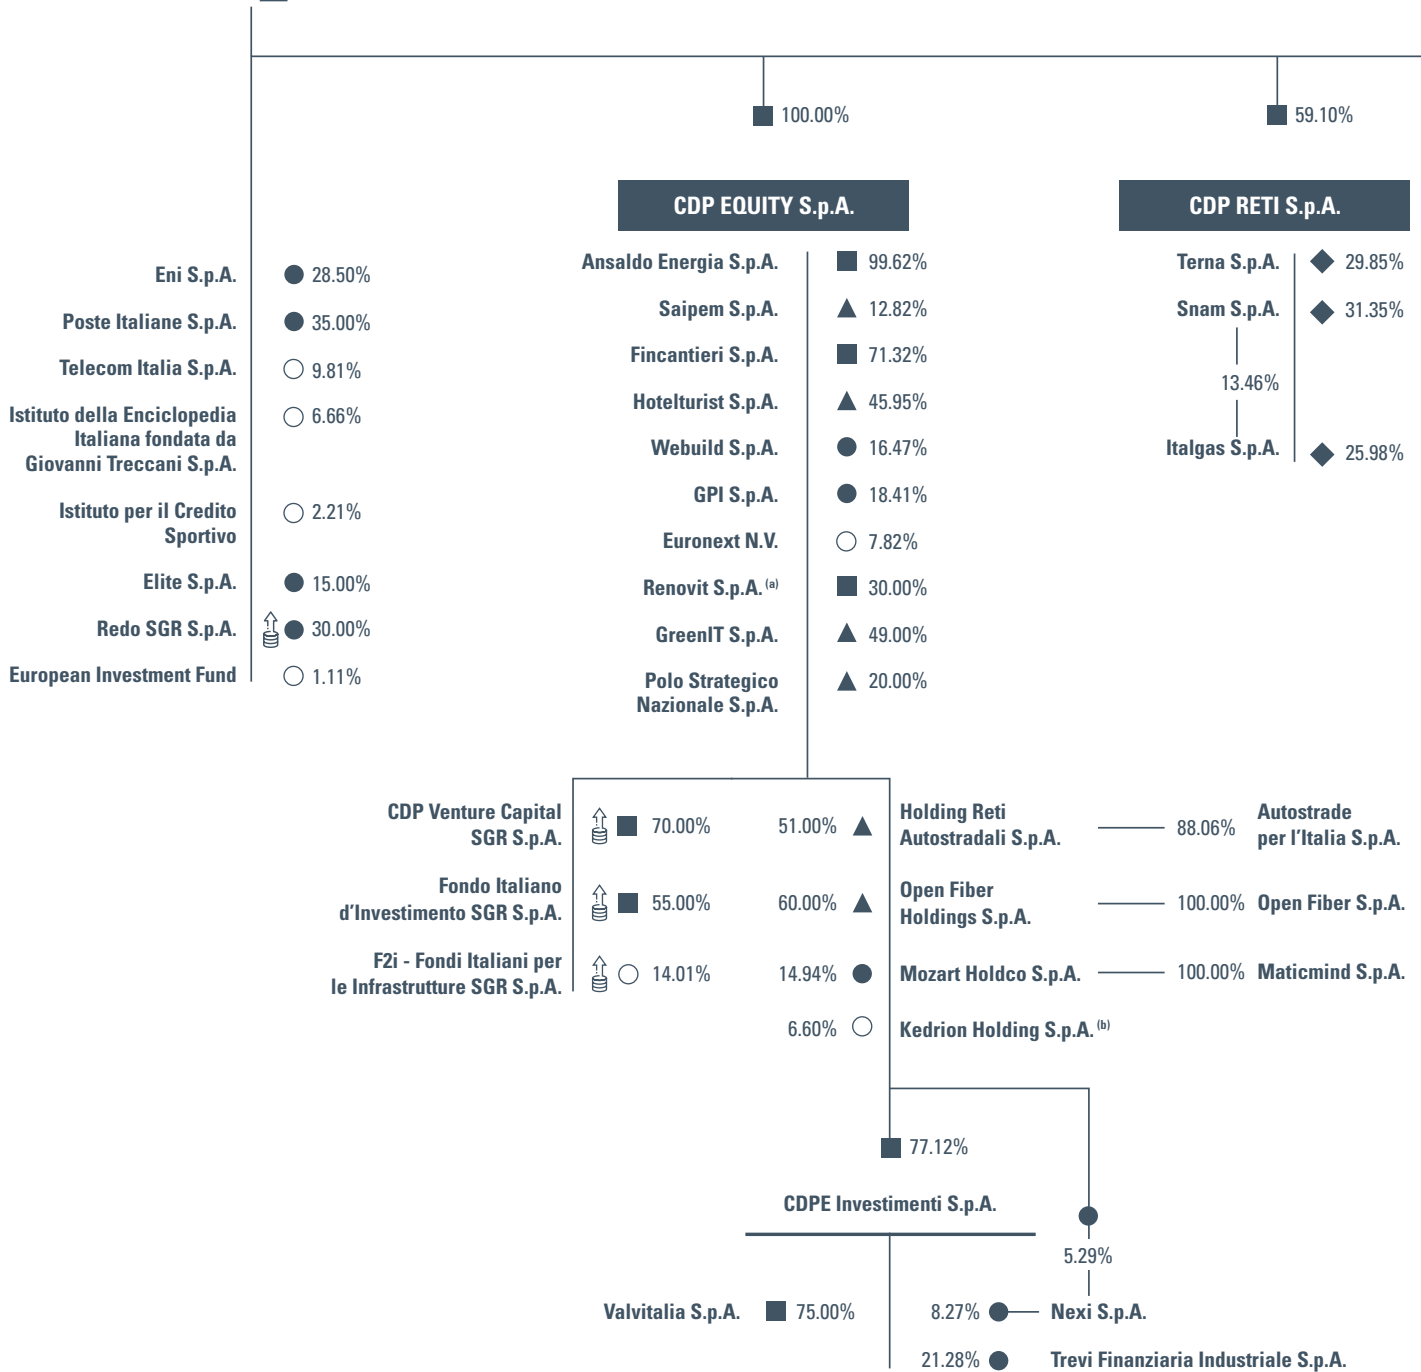 100.00%
59.10%
CDP EQUITY S.p.A.
CDP RETI S.p.A.
Eni S.p.A.
28.50%
Poste Italiane S.p.A.
35.00%
Telecom Italia S.p.A.
9.81%
Istituto della Enciclopedia
Italiana fondata da
Giovanni Treccani S.p.A.
6.66%
Istituto per il Credito
Sportivo
2.21%
Elite S.p.A.
15.00%
Redo SGR S.p.A.
30.00%
European Investment Fund
1.11%
Ansaldo Energia S.p.A.
99.62%
Saipem S.p.A.
12.82%
Fincantieri S.p.A.
71.32%
Hotelturist S.p.A.
45.95%
Webuild S.p.A.
16.47%
GPI S.p.A.
18.41%
Euronext N.V.
7.82%
Renovit S.p.A. (a)
30.00%
GreenIT S.p.A.
49.00%
Polo Strategico
Nazionale S.p.A.
20.00%
Terna S.p.A.
29.85%
Snam S.p.A.
31.35%
13.46%
Italgas S.p.A.
25.98%
CDP Venture Capital
SGR S.p.A.
70.00%
Fondo Italiano
d'Investimento SGR S.p.A.
55.00%
F2i - Fondi Italiani per
le Infrastrutture SGR S.p.A.
14.01%
51.00%
Holding Reti
Autostradali S.p.A.
88.06%
Autostrade
per l'Italia S.p.A.
60.00%
Open Fiber
Holdings S.p.A.
100.00%
Open Fiber S.p.A.
14.94%
Mozart Holdco S.p.A.
100.00%
Maticmind S.p.A.
6.60%
Kedrion Holding S.p.A. (b)
77.12%
CDPE Investimenti S.p.A.
5.29%
Valvitalia S.p.A.
75.00%
8.27%
Nexi S.p.A.
21.28%
Trevi Finanziaria Industriale S.p.A.